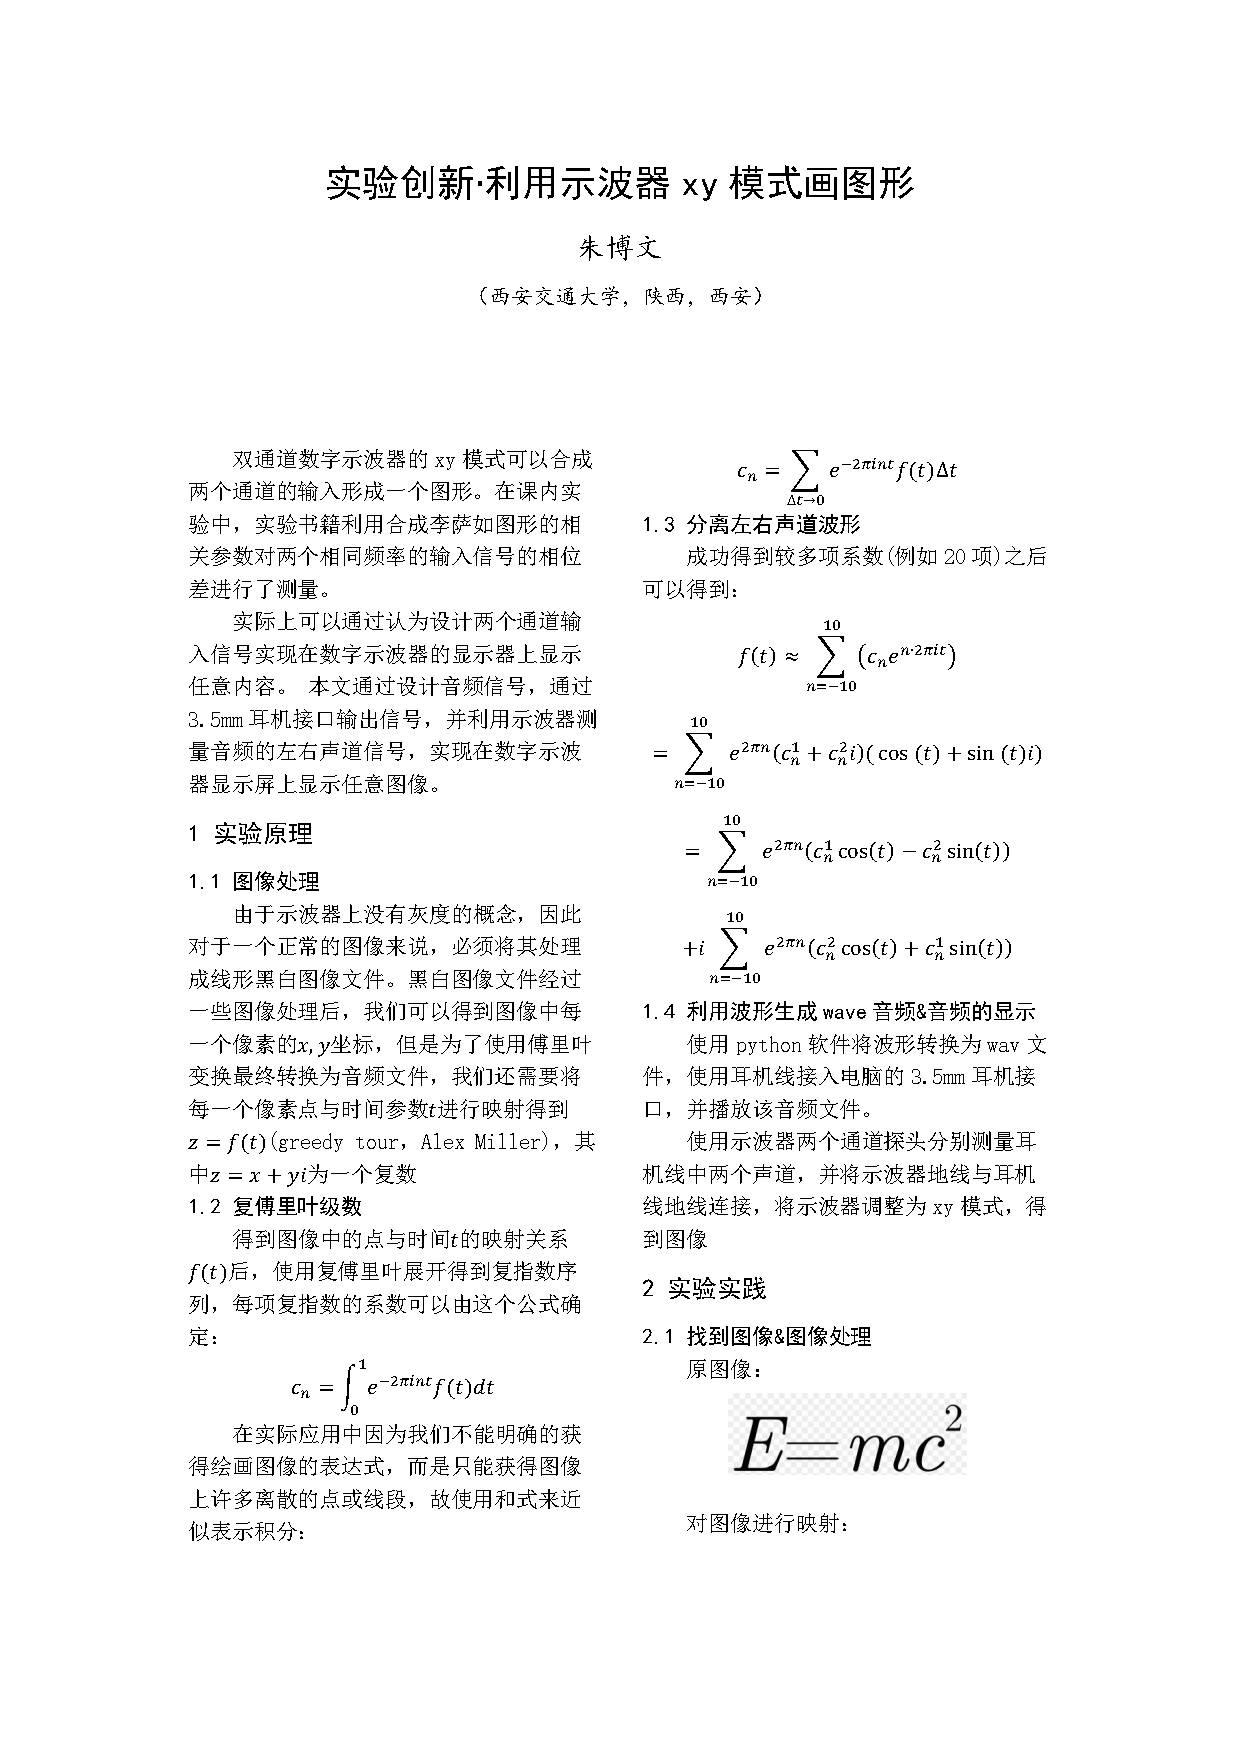 实验创新·利用示波器 xy 模式画图形
朱博文
（西安交通大学，陕西，西安）
双通道数字示波器的 xy 模式可以合成
两个通道的输入形成一个图形。在课内实
验中，实验书籍利用合成李萨如图形的相
关参数对两个相同频率的输入信号的相位
差进行了测量。
实际上可以通过认为设计两个通道输
入信号实现在数字示波器的显示器上显示
任意内容。 本文通过设计音频信号，通过
3.5mm 耳机接口输出信号，并利用示波器测
量音频的左右声道信号，实现在数字示波
器显示屏上显示任意图像。
1 实验原理
1.1 图像处理
由于示波器上没有灰度的概念，因此
对于一个正常的图像来说，必须将其处理
成线形黑白图像文件。黑白图像文件经过
一些图像处理后，我们可以得到图像中每
一个像素的x, y坐标，但是为了使用傅里叶
变换最终转换为音频文件，我们还需要将
每一个像素点与时间参数t进行映射得到
z = f(t)(greedy tour，Alex Miller)，其
中z = x + yi为一个复数
1.2 复傅里叶级数
得到图像中的点与时间t的映射关系
f(t)后，使用复傅里叶展开得到复指数序
列，每项复指数的系数可以由这个公式确
定：
c_n = ∫_0^1 e^{−2πint} f(t)dt
在实际应用中因为我们不能明确的获
得绘画图像的表达式，而是只能获得图像
上许多离散的点或线段，故使用和式来近
似表示积分：
c_n = ∑_{Δt→0} e^{−2πint} f(t)Δt
1.3 分离左右声道波形
成功得到较多项系数(例如 20 项)之后
可以得到：
f(t) ≈ ∑_{n=−10}^{10} (c_n e^{n·2πit})
= ∑_{n=−10}^{10} e^{2πn}(c_n^1 + c_n^2 i)(cos (t) + sin (t)i)
= ∑_{n=−10}^{10} e^{2πn}(c_n^1 cos(t) − c_n^2 sin(t))
+i ∑_{n=−10}^{10} e^{2πn}(c_n^2 cos(t) + c_n^1 sin(t))
1.4 利用波形生成 wave 音频&音频的显示
使用 python 软件将波形转换为 wav 文
件，使用耳机线接入电脑的 3.5mm 耳机接
口，并播放该音频文件。
使用示波器两个通道探头分别测量耳
机线中两个声道，并将示波器地线与耳机
线地线连接，将示波器调整为 xy 模式，得
到图像
2 实验实践
2.1 找到图像&图像处理
原图像：
E=mc^2
对图像进行映射：